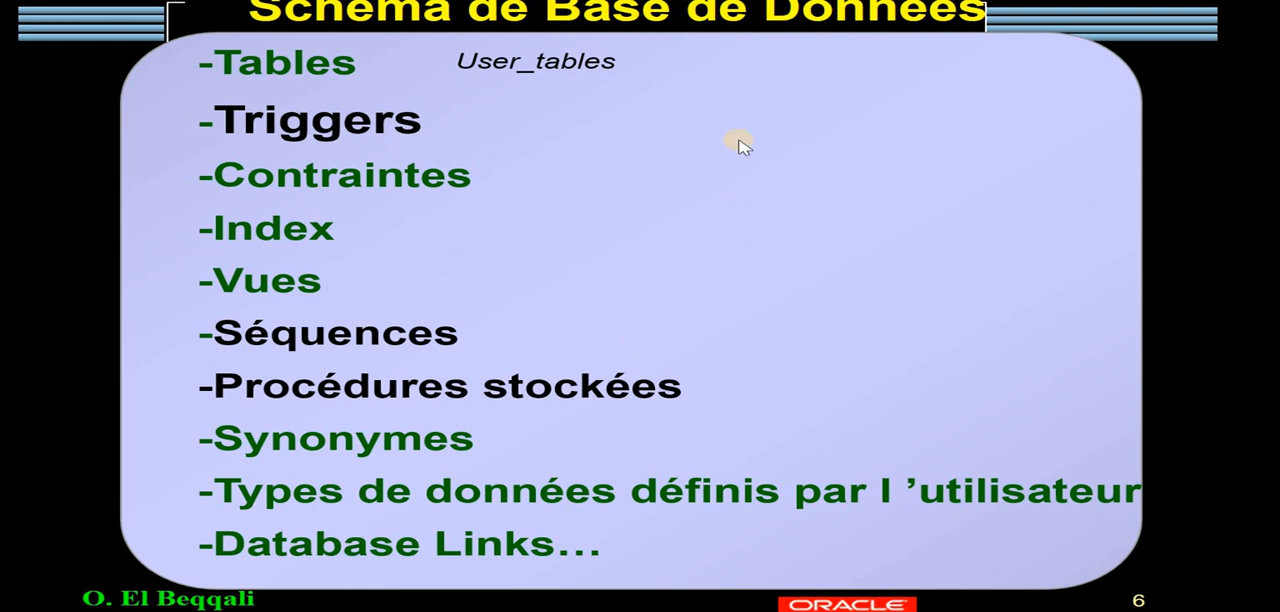 Schéma de Base de Données
-Tables User_tables
-Triggers
-Contraintes
-Index
-Vues
-Séquences
-Procédures stockées
-Synonymes
-Types de données définis par l ’utilisateur
-Database Links…
O. El Beqqali ORACLE 6